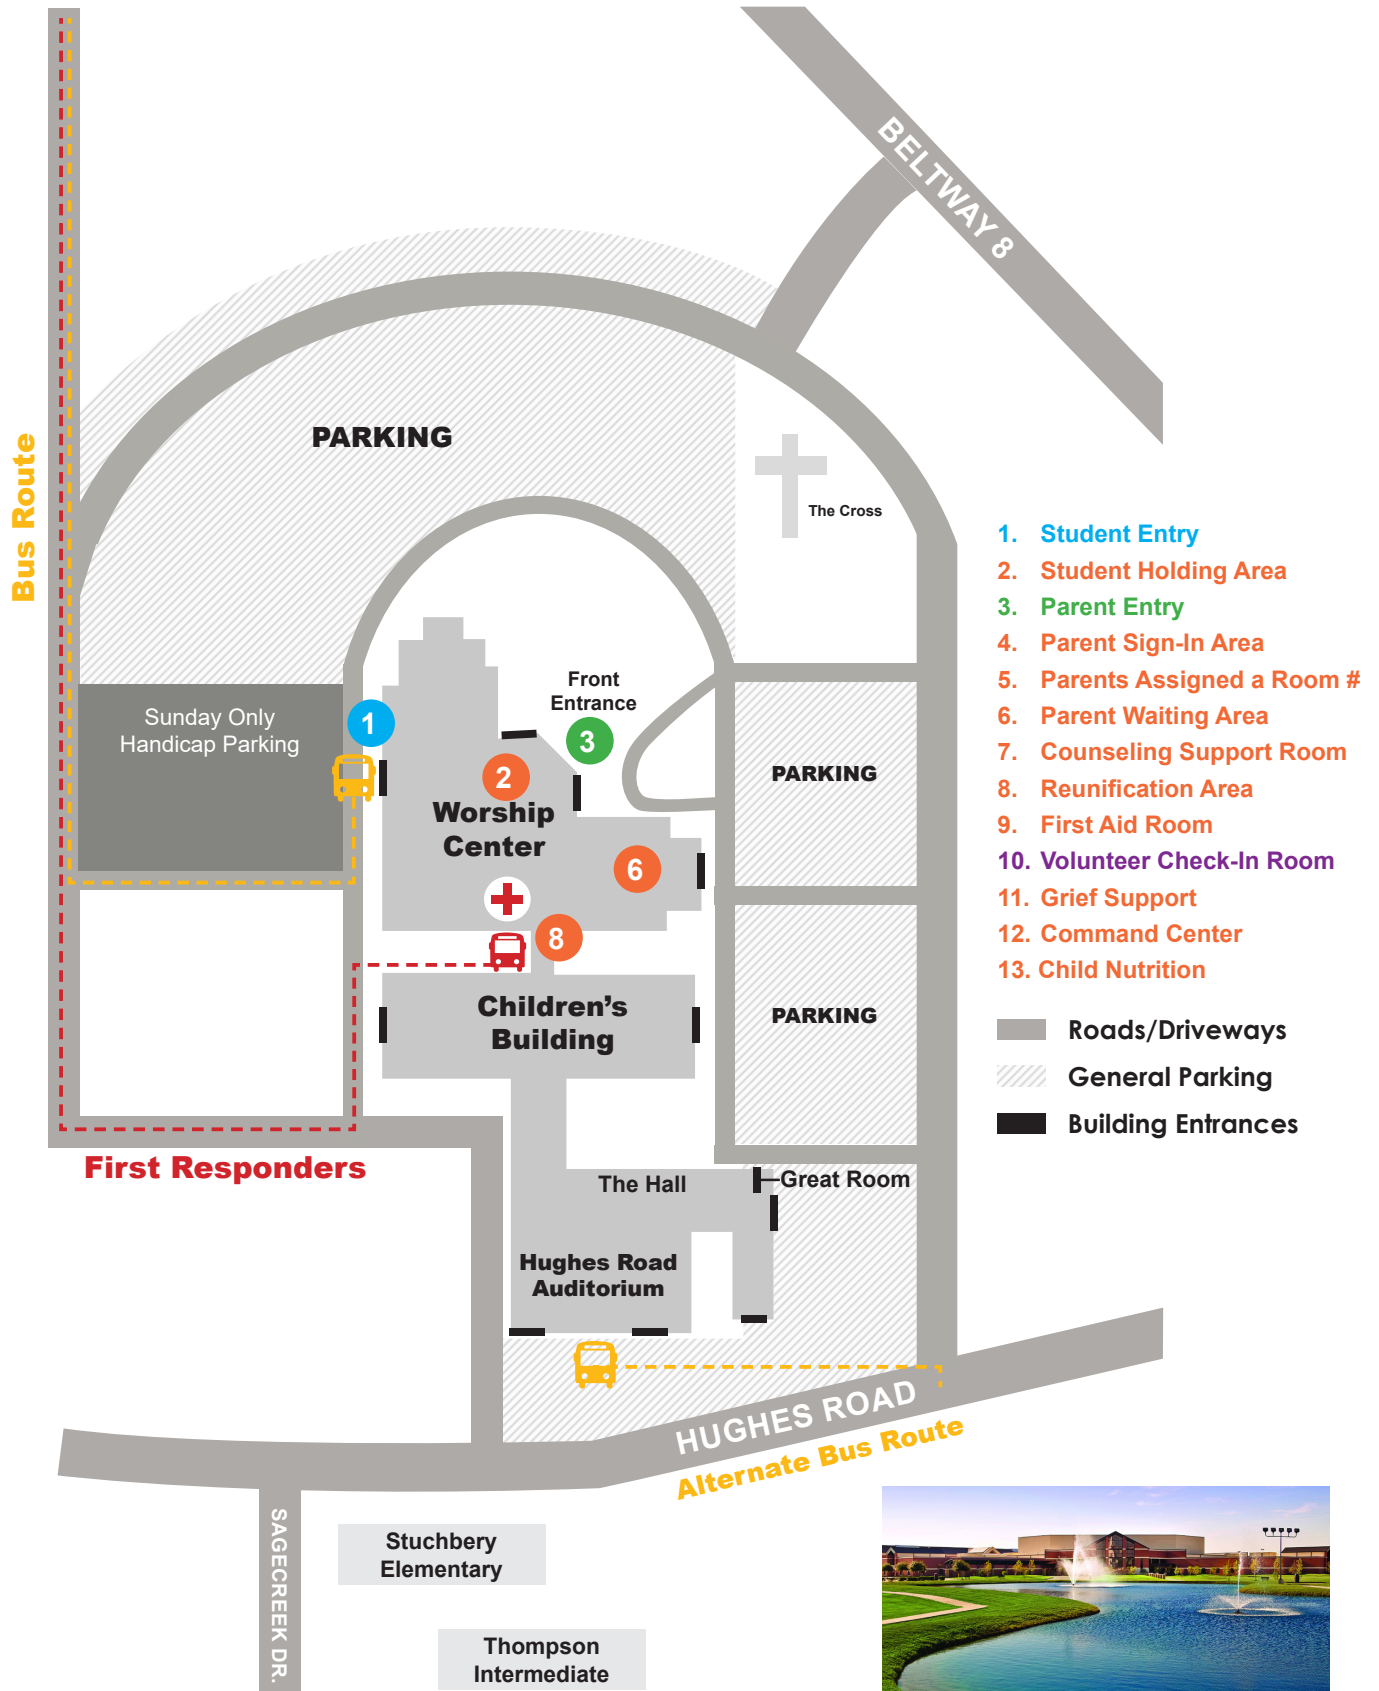 BELTWAY 8
Bus Route
PARKING
The Cross
Front
Entrance
Sunday Only
Handicap Parking
1
3
2
Worship
Center
6
8
PARKING
Children's
Building
PARKING
First Responders
The Hall
Great Room
Hughes Road
Auditorium
HUGHES ROAD
Alternate Bus Route
SAGECREEK DR.
Stuchbery
Elementary
Thompson
Intermediate
1. Student Entry
2. Student Holding Area
3. Parent Entry
4. Parent Sign-In Area
5. Parents Assigned a Room #
6. Parent Waiting Area
7. Counseling Support Room
8. Reunification Area
9. First Aid Room
10. Volunteer Check-In Room
11. Grief Support
12. Command Center
13. Child Nutrition
Roads/Driveways
General Parking
Building Entrances